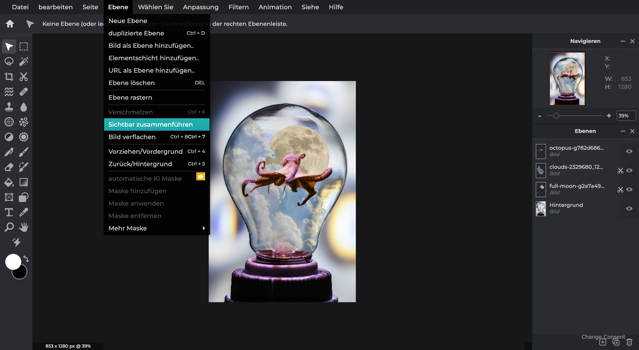 Datei bearbeiten Seite Ebene Wählen Sie Anpassung Filtern Animation Siehe Hilfe
Keine Ebene (oder leere
der rechten Ebenenleiste.
Neue Ebene
duplizierte Ebene Ctrl + D
Bild als Ebene hinzufügen..
Elementschicht hinzufügen..
URL als Ebene hinzufügen..
Ebene löschen DEL
Ebene rastern
Verschmelzen Ctrl + 6
Sichtbar zusammenführen
Bild verflachen Ctrl + 8Ctrl + 7
Vorziehen/Vordergrund Ctrl + 4
Zurück/Hintergrund Ctrl + 5
automatische KI Maske
Maske hinzufügen
Maske anwenden
Maske entfernen
Mehr Maske
Navigieren
X:
Y:
W: 853
H: 1280
39%
Ebenen
octopus-g782d686...
Bild
clouds-2329680_12...
Bild
full-moon-g2a7a49...
Bild
Hintergrund
Bild
Change Consent
853 x 1280 px @ 39%